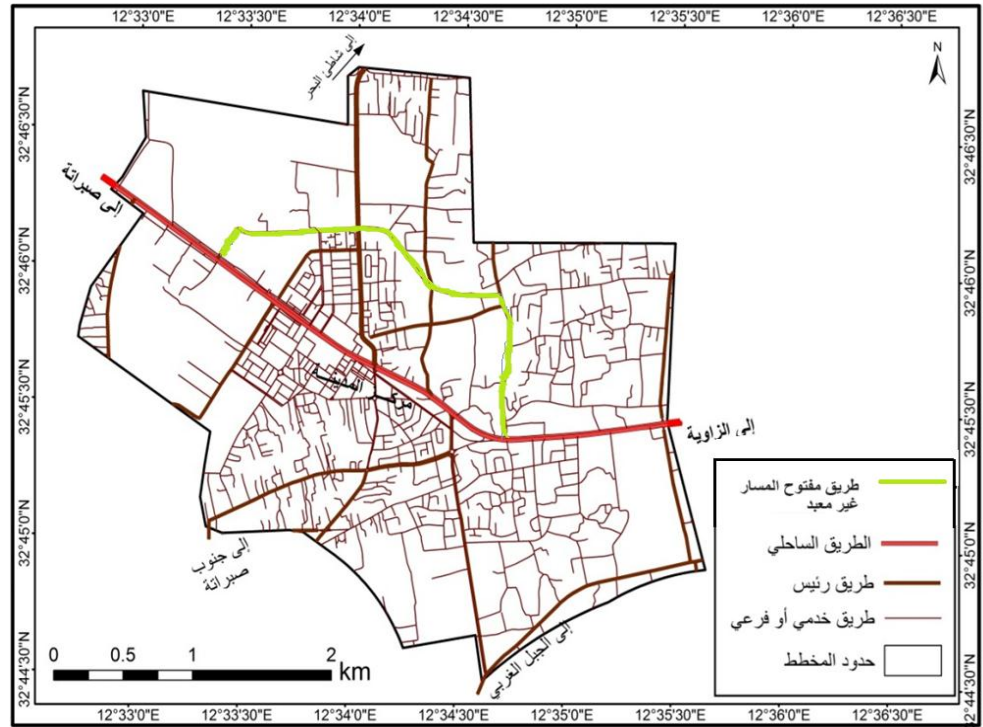 12°33'0"E
12°33'30"E
12°34'0"E
12°34'30"E
12°35'0"E
12°35'30"E
12°36'0"E
12°36'30"E
N
إلى شاطئ البحر
32°46'30"N
32°46'30"N
إلى صبراتة
32°46'0"N
32°46'0"N
مركز المدينة
32°45'30"N
32°45'30"N
إلى الزاوية
طريق مفتوح المسار
غير معبد
الطريق الساحلي
طريق رئيس
طريق خدمي أو فرعي
حدود المخطط
32°45'0"N
32°45'0"N
إلى جنوب
صبراتة
إلى الجبل الغربي
0 0.5 1 2
km
32°44'30"N
32°44'30"N
12°33'0"E
12°33'30"E
12°34'0"E
12°34'30"E
12°35'0"E
12°35'30"E
12°36'0"E
12°36'30"E